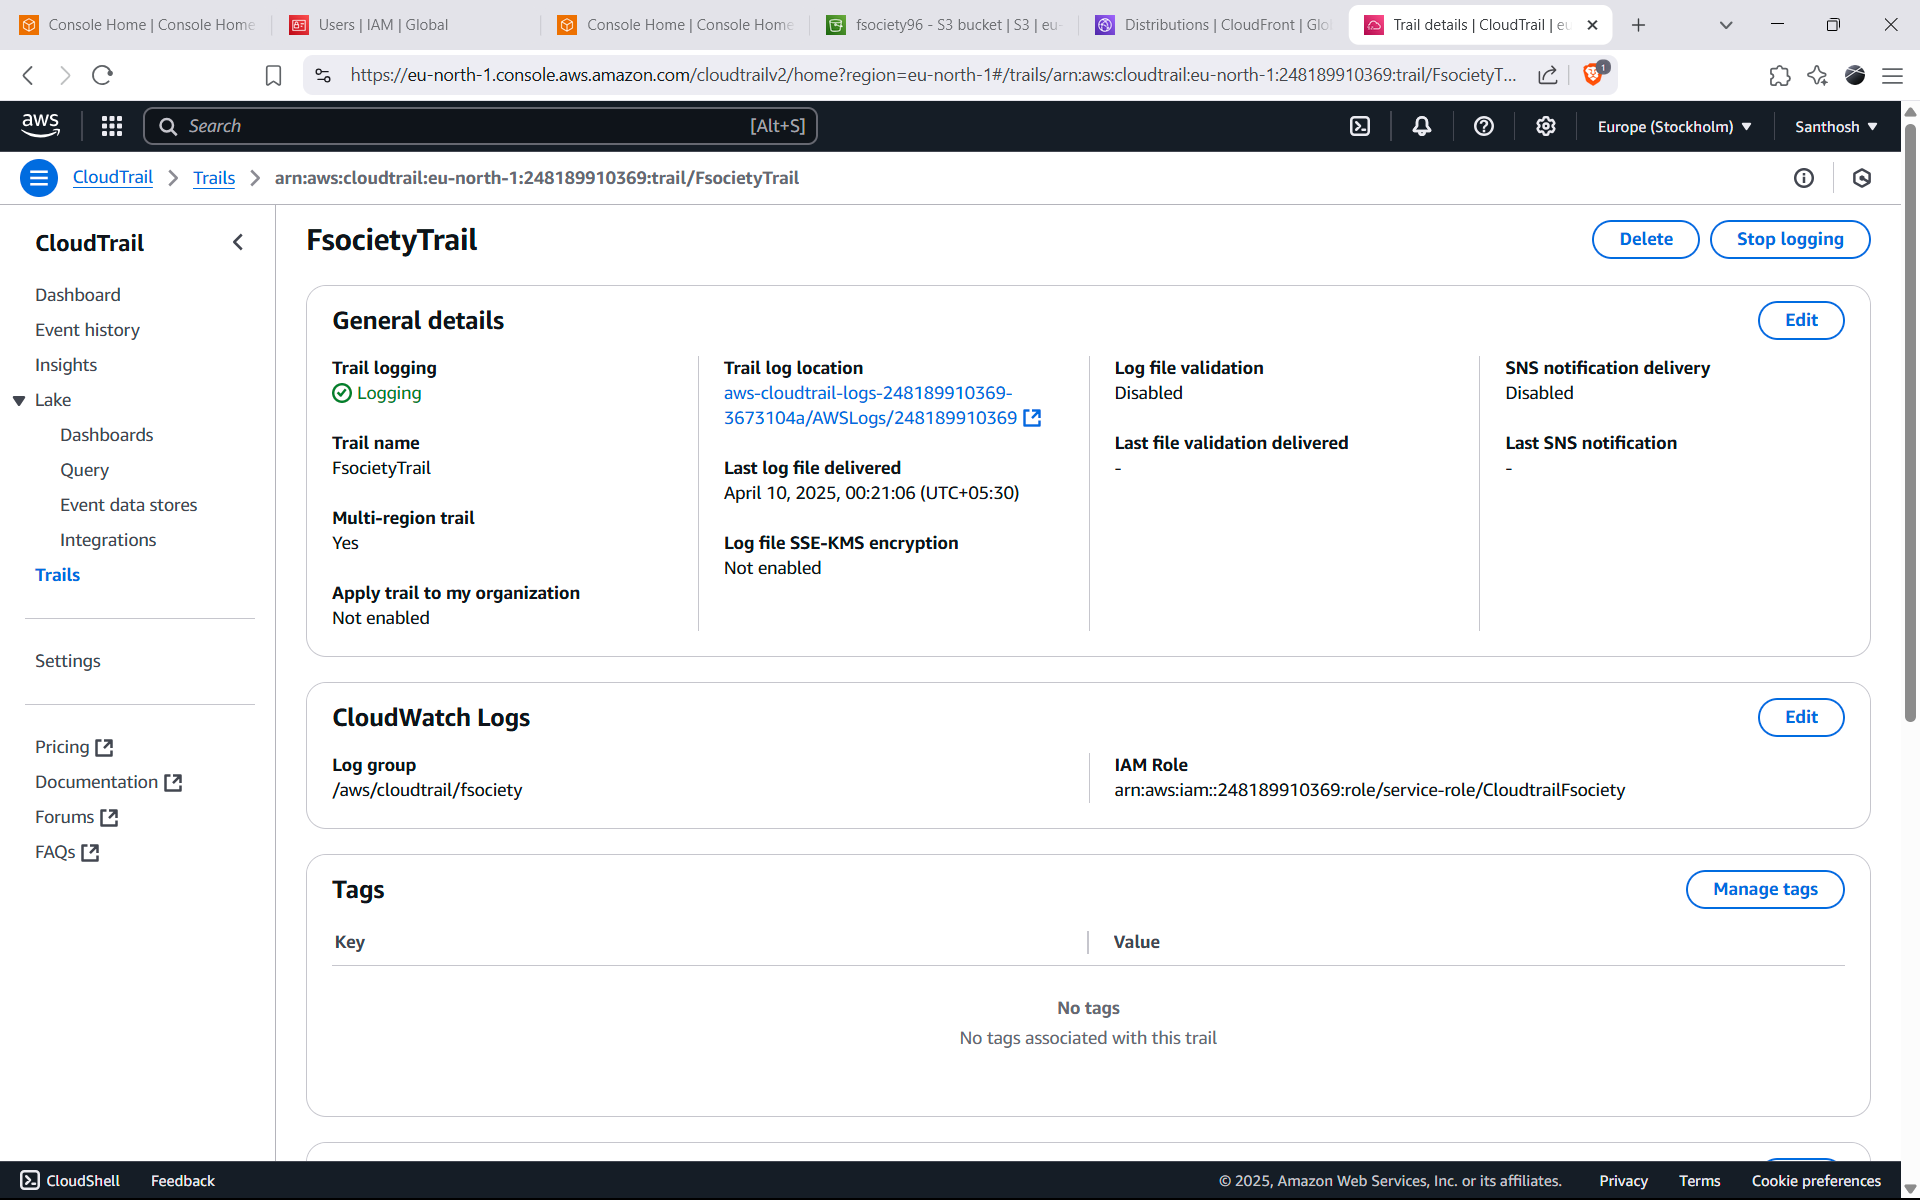 Console Home | Console Home
Users | IAM | Global
Console Home | Console Home
fsociety96 - S3 bucket | S3 | eu-
Distributions | CloudFront | Glo
Trail details | CloudTrail | eu
https://eu-north-1.console.aws.amazon.com/cloudtrailv2/home?region=eu-north-1#/trails/arn:aws:cloudtrail:eu-north-1:248189910369:trail/FsocietyT...
1
aws
Search
[Alt+S]
Europe (Stockholm)
Santhosh
CloudTrail
Trails
arn:aws:cloudtrail:eu-north-1:248189910369:trail/FsocietyTrail
CloudTrail
Dashboard
Event history
Insights
Lake
Dashboards
Query
Event data stores
Integrations
Trails
Settings
Pricing
Documentation
Forums
FAQs
FsocietyTrail
Delete
Stop logging
General details
Edit
Trail logging
Logging
Trail name
FsocietyTrail
Multi-region trail
Yes
Apply trail to my organization
Not enabled
Trail log location
aws-cloudtrail-logs-248189910369-
3673104a/AWSLogs/248189910369
Last log file delivered
April 10, 2025, 00:21:06 (UTC+05:30)
Log file SSE-KMS encryption
Not enabled
Log file validation
Disabled
Last file validation delivered
-
SNS notification delivery
Disabled
Last SNS notification
-
CloudWatch Logs
Edit
Log group
/aws/cloudtrail/fsociety
IAM Role
arn:aws:iam::248189910369:role/service-role/CloudtrailFsociety
Tags
Manage tags
Key
Value
No tags
No tags associated with this trail
CloudShell
Feedback
© 2025, Amazon Web Services, Inc. or its affiliates.
Privacy
Terms
Cookie preferences